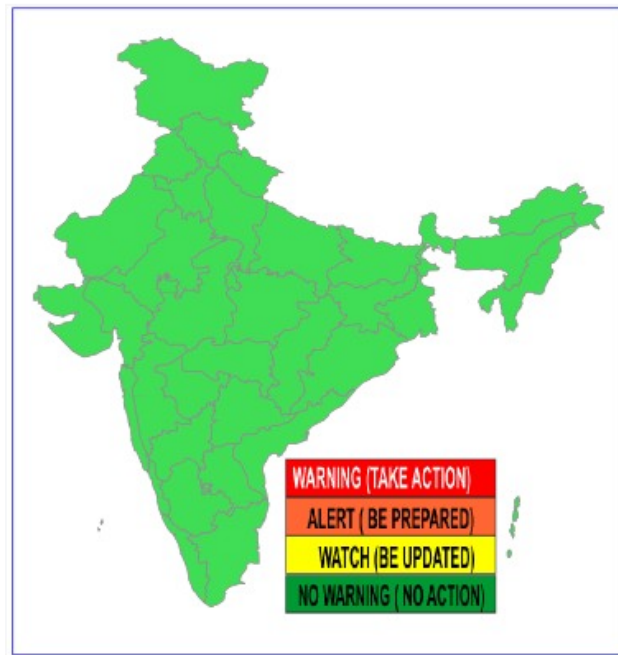 WARNING (TAKE ACTION)
ALERT ( BE PREPARED)
WATCH (BE UPDATED)
NO WARNING ( NO ACTION)